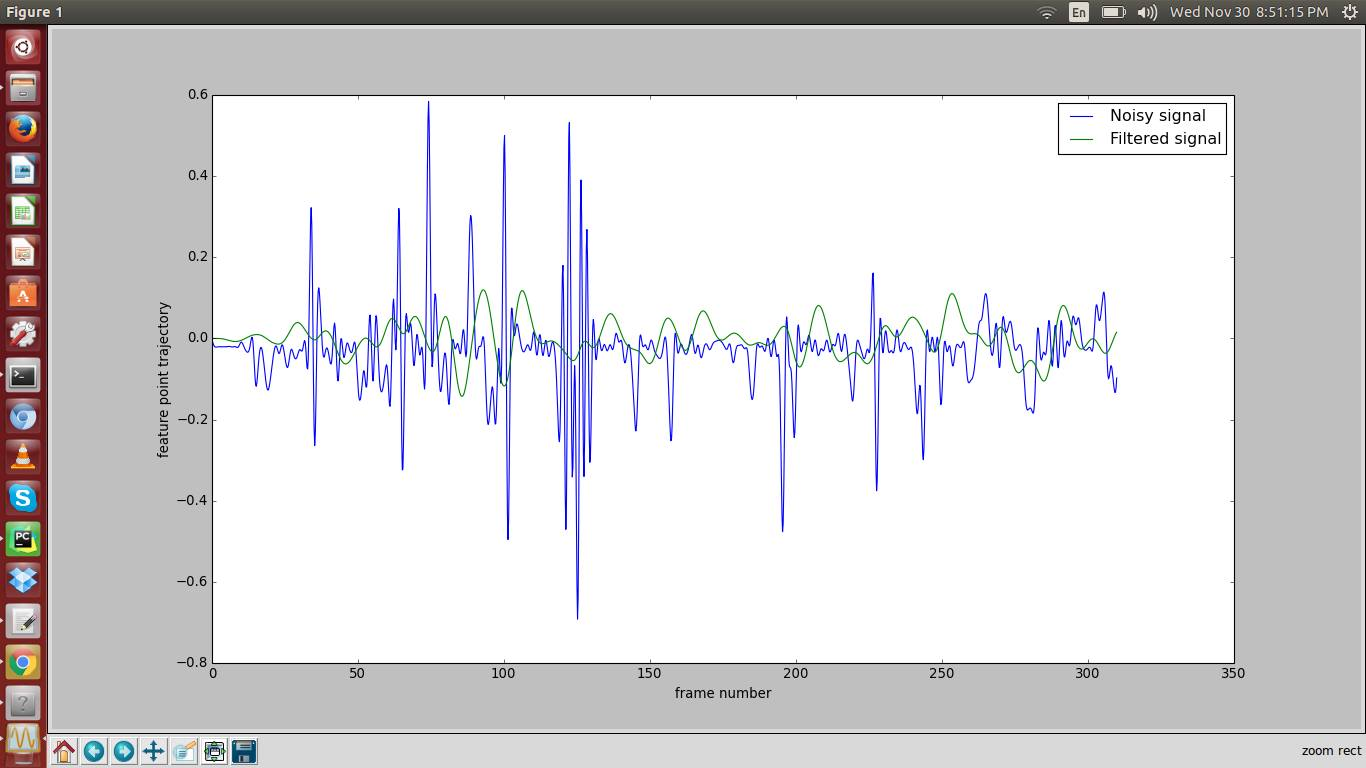 Figure 1
En
Wed Nov 30 8:51:15 PM
Noisy signal
Filtered signal
0.6
0.4
0.2
0.0
−0.2
−0.4
−0.6
−0.8
feature point trajectory
0 50 100 150 200 250 300 350
frame number
>_
S
PC
?
zoom rect